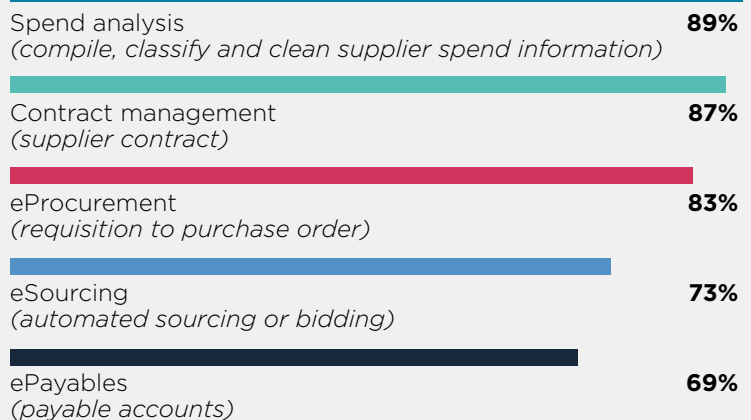 Spend analysis 89%
(compile, classify and clean supplier spend information)
Contract management 87%
(supplier contract)
eProcurement 83%
(requisition to purchase order)
eSourcing 73%
(automated sourcing or bidding)
ePayables 69%
(payable accounts)